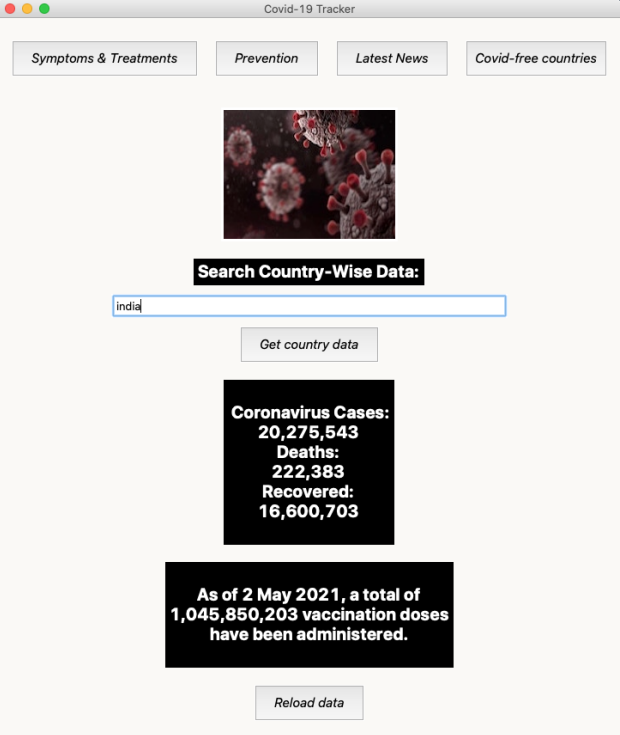 Covid-19 Tracker
Symptoms & Treatments
Prevention
Latest News
Covid-free countries
Search Country-Wise Data:
india
Get country data
Coronavirus Cases:
20,275,543
Deaths:
222,383
Recovered:
16,600,703
As of 2 May 2021, a total of
1,045,850,203 vaccination doses
have been administered.
Reload data